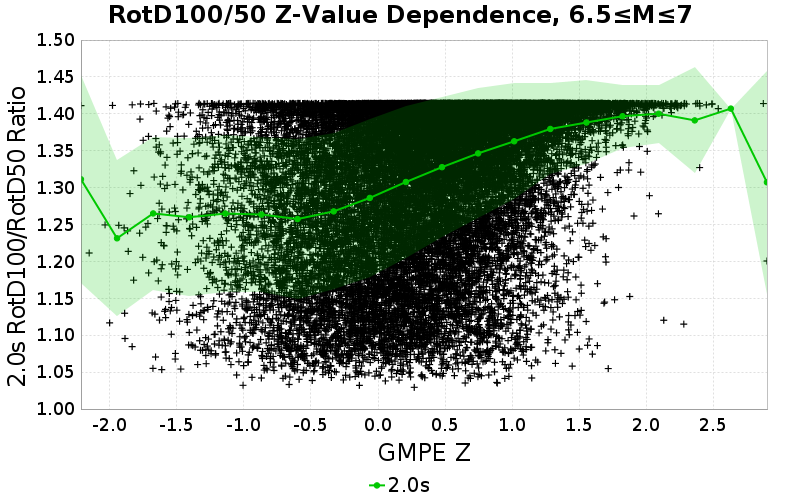 RotD100/50 Z-Value Dependence, 6.5≤M≤7
2.0s RotD100/RotD50 Ratio
1.50
1.45
1.40
1.35
1.30
1.25
1.20
1.15
1.10
1.05
1.00
-2.0 -1.5 -1.0 -0.5 0.0 0.5 1.0 1.5 2.0 2.5
GMPE Z
2.0s